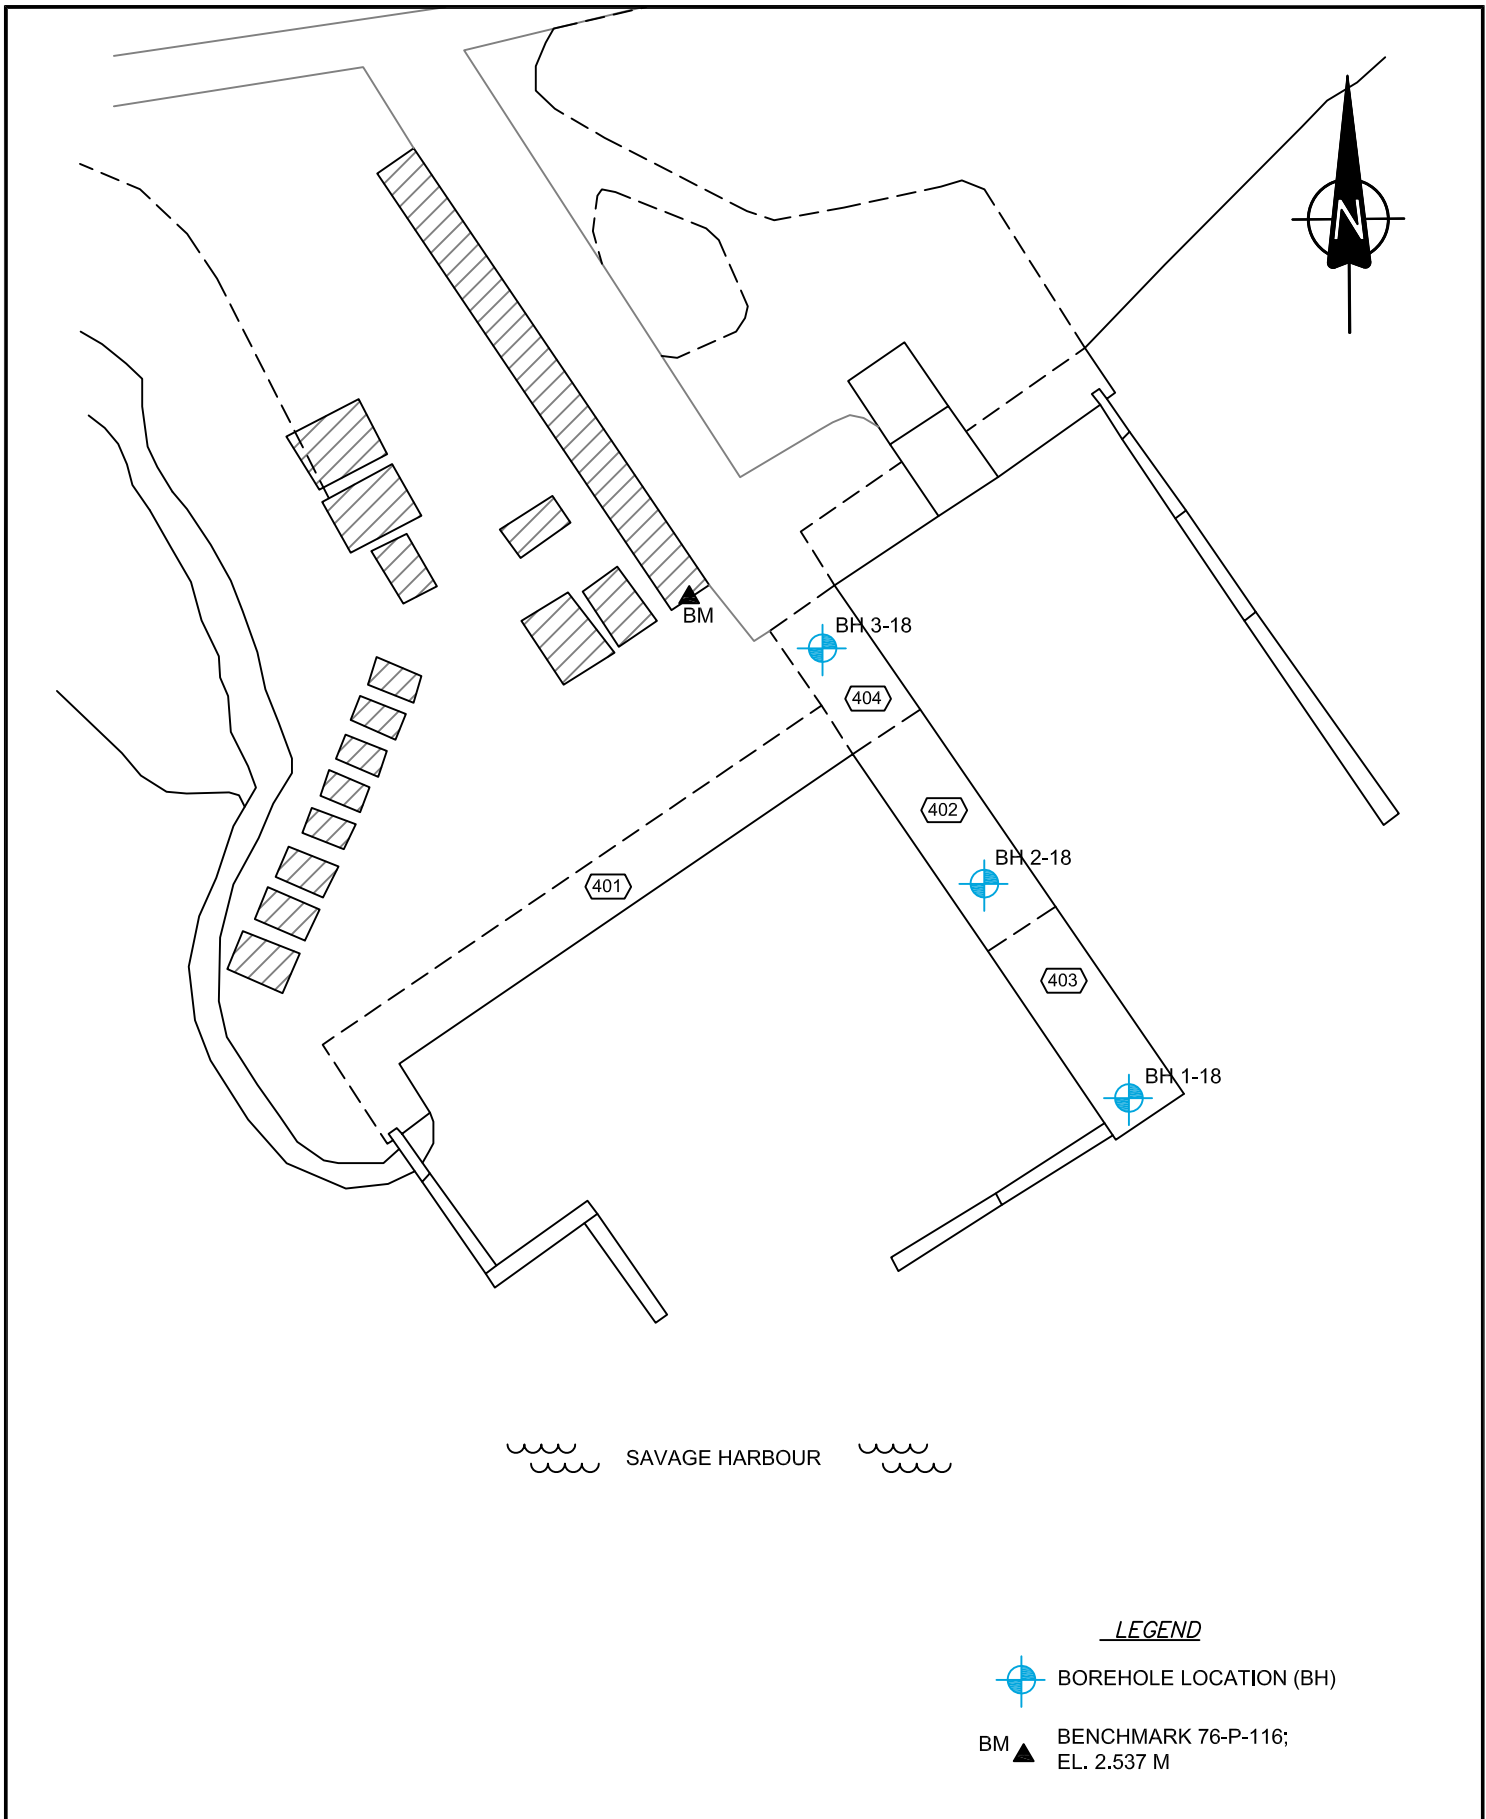 N
BM
BH 3-18
404
402
BH 2-18
401
403
BH 1-18
SAVAGE HARBOUR
LEGEND
BOREHOLE LOCATION (BH)
BM
BENCHMARK 76-P-116;
EL. 2.537 M